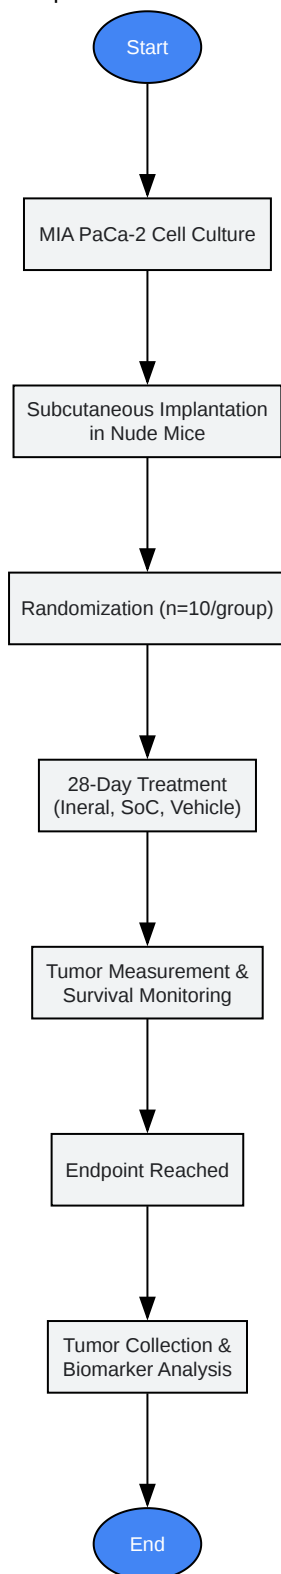 Start
MIA PaCa-2 Cell Culture
Subcutaneous Implantation
in Nude Mice
Randomization (n=10/group)
28-Day Treatment
(Ineral, SoC, Vehicle)
Tumor Measurement &
Survival Monitoring
Endpoint Reached
Tumor Collection &
Biomarker Analysis
End